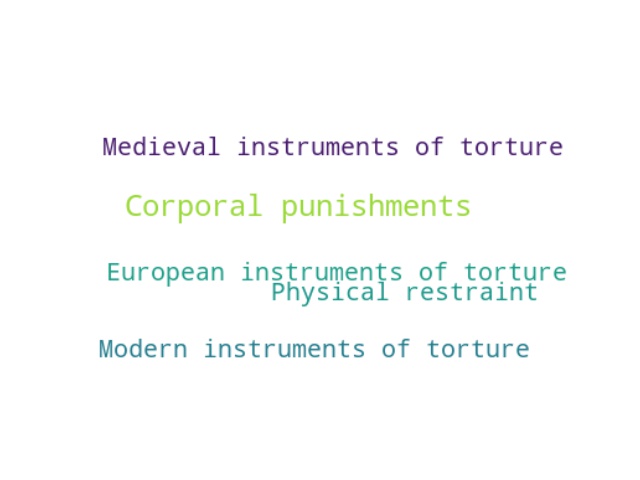 Medieval instruments of torture
Corporal punishments
European instruments of torture
Physical restraint
Modern instruments of torture